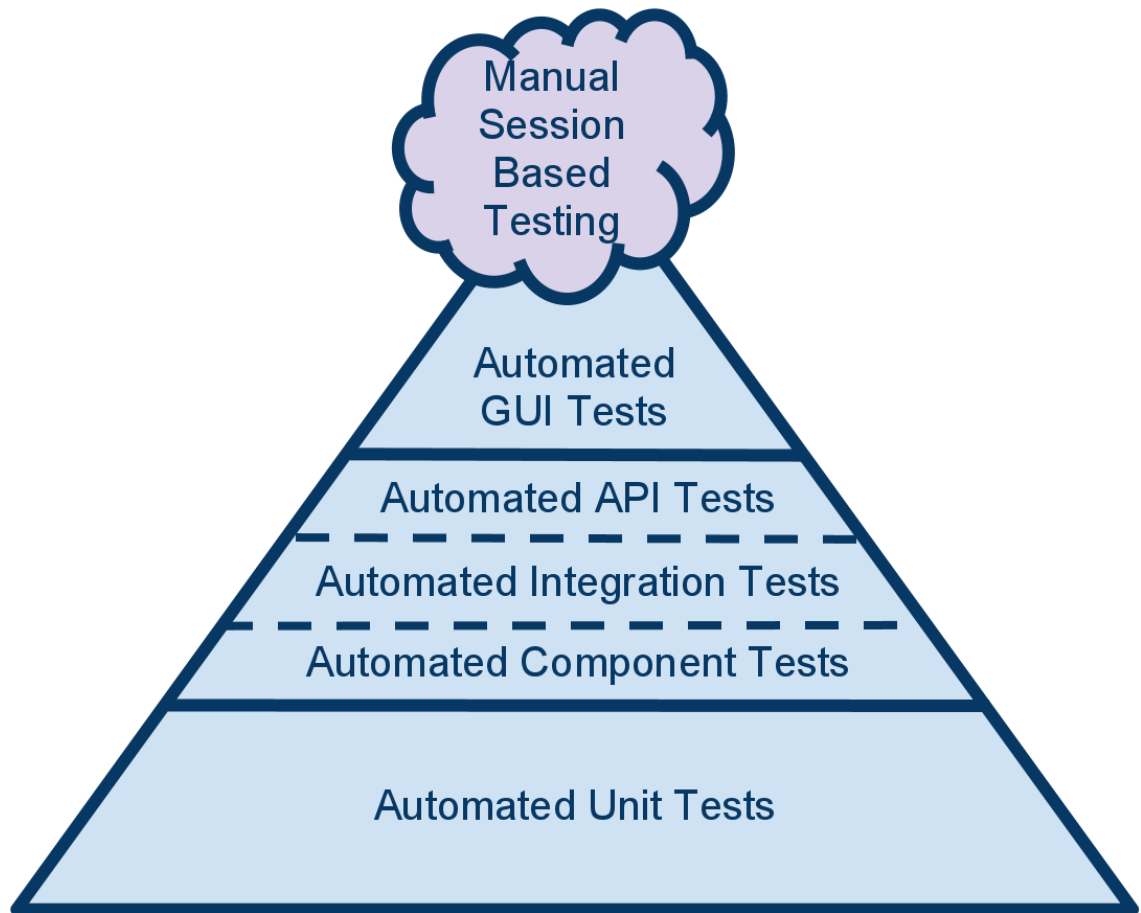 Manual
Session
Based
Testing
Automated
GUI Tests
Automated API Tests
Automated Integration Tests
Automated Component Tests
Automated Unit Tests